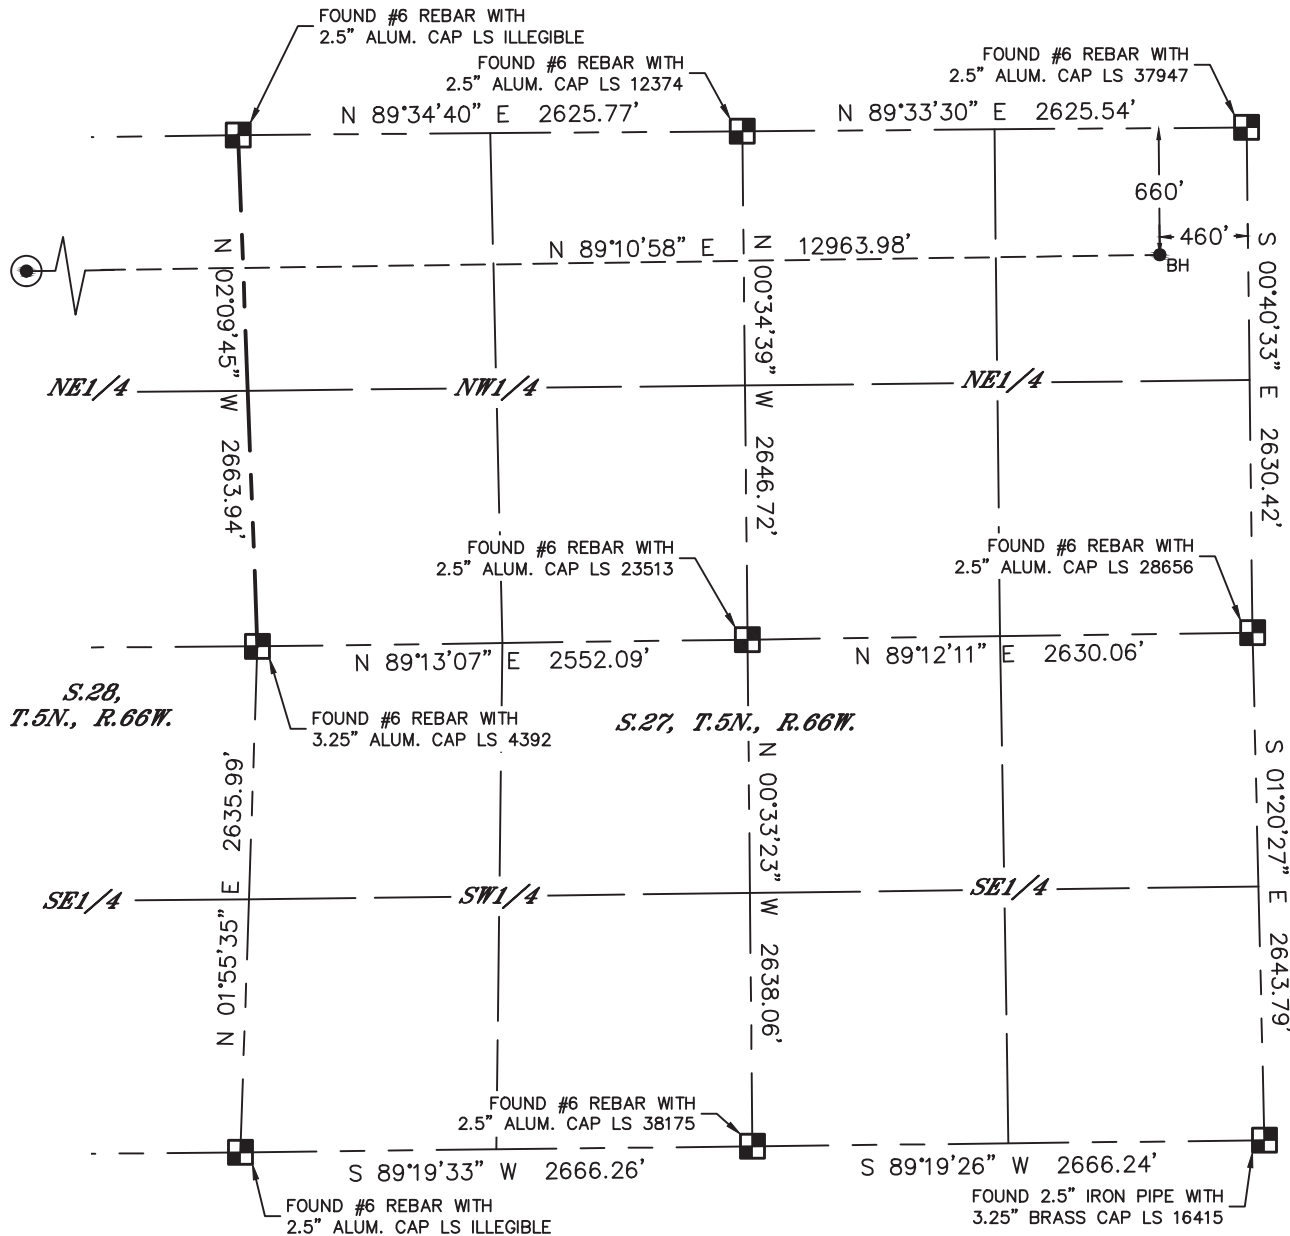 FOUND #6 REBAR WITH
2.5" ALUM. CAP LS ILLEGIBLE
FOUND #6 REBAR WITH
2.5" ALUM. CAP LS 12374
FOUND #6 REBAR WITH
2.5" ALUM. CAP LS 37947
N 89°34'40" E 2625.77'
N 89°33'30" E 2625.54'
660'
460'
BH
N 89°10'58" E 12963.98'
N 02°09'45" W 2663.94'
N 00°34'39" W 2646.72'
S 00°40'33" E 2630.42'
NE1/4
NW1/4
NE1/4
FOUND #6 REBAR WITH
2.5" ALUM. CAP LS 23513
FOUND #6 REBAR WITH
2.5" ALUM. CAP LS 28656
N 89°13'07" E 2552.09'
N 89°12'11" E 2630.06'
S.28,
T.5N., R.66W.
FOUND #6 REBAR WITH
3.25" ALUM. CAP LS 4392
S.27, T.5N., R.66W.
N 01°55'35" E 2635.99'
N 00°33'23" W 2638.06'
S 01°20'27" E 2643.79'
SE1/4
SW1/4
SE1/4
FOUND #6 REBAR WITH
2.5" ALUM. CAP LS 38175
S 89°19'33" W 2666.26'
S 89°19'26" W 2666.24'
FOUND #6 REBAR WITH
2.5" ALUM. CAP LS ILLEGIBLE
FOUND 2.5" IRON PIPE WITH
3.25" BRASS CAP LS 16415